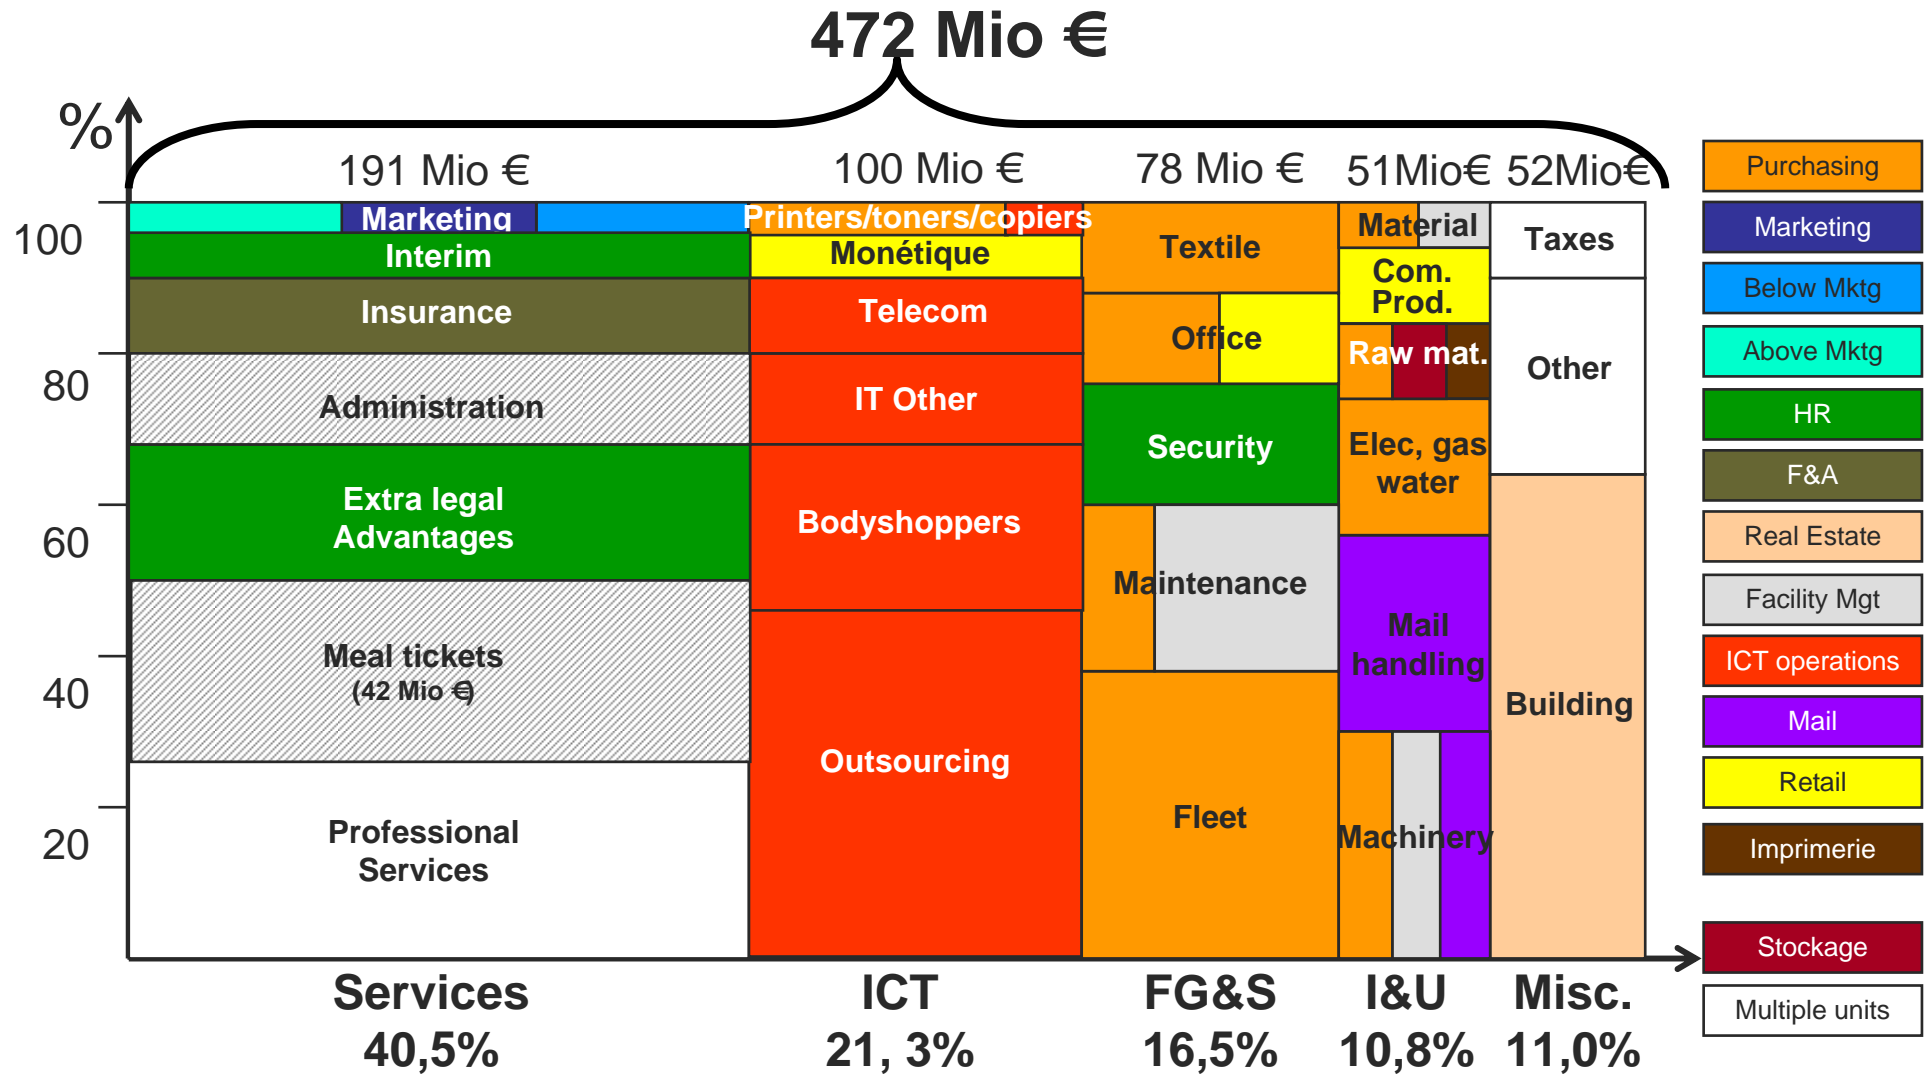 472 Mio €
%
191 Mio €
100 Mio €
78 Mio €
51Mio€
52Mio€
100
80
60
40
20
Marketing
Interim
Insurance
Administration
Extra legal
Advantages
Meal tickets
(42 Mio €)
Professional
Services
Printers/toners/copiers
Monétique
Telecom
IT Other
Bodyshoppers
Outsourcing
Textile
Office
Security
Maintenance
Fleet
Material
Com.
Prod.
Raw mat.
Elec, gas
water
Mail
handling
Machinery
Taxes
Other
Building
Services
40,5%
ICT
21, 3%
FG&S
16,5%
I&U
10,8%
Misc.
11,0%
Purchasing
Marketing
Below Mktg
Above Mktg
HR
F&A
Real Estate
Facility Mgt
ICT operations
Mail
Retail
Imprimerie
Stockage
Multiple units